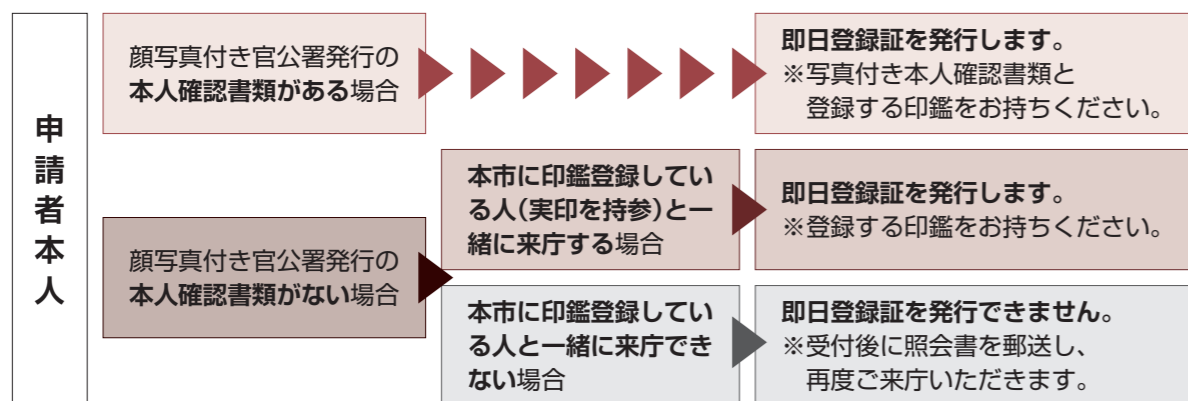 申請者本人
顔写真付き官公署発行の
本人確認書類がある場合
即日登録証を発行します。
※写真付き本人確認書類と
登録する印鑑をお持ちください。
顔写真付き官公署発行の
本人確認書類がない場合
本市に印鑑登録してい
る人(実印を持参)と一
緒に来庁する場合
即日登録証を発行します。
※登録する印鑑をお持ちください。
本市に印鑑登録してい
る人と一緒に来庁でき
ない場合
即日登録証を発行できません。
※受付後に照会書を郵送し、
再度ご来庁いただきます。